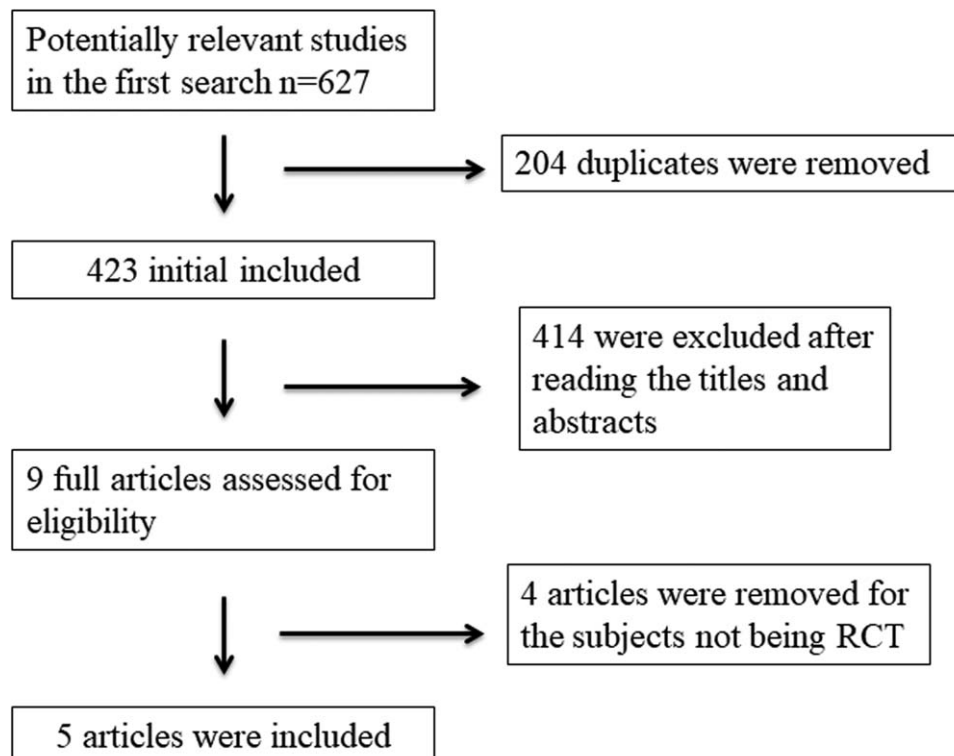 Potentially relevant studies
in the first search n=627
204 duplicates were removed
423 initial included
414 were excluded after
reading the titles and
abstracts
9 full articles assessed for
eligibility
4 articles were removed for
the subjects not being RCT
5 articles were included